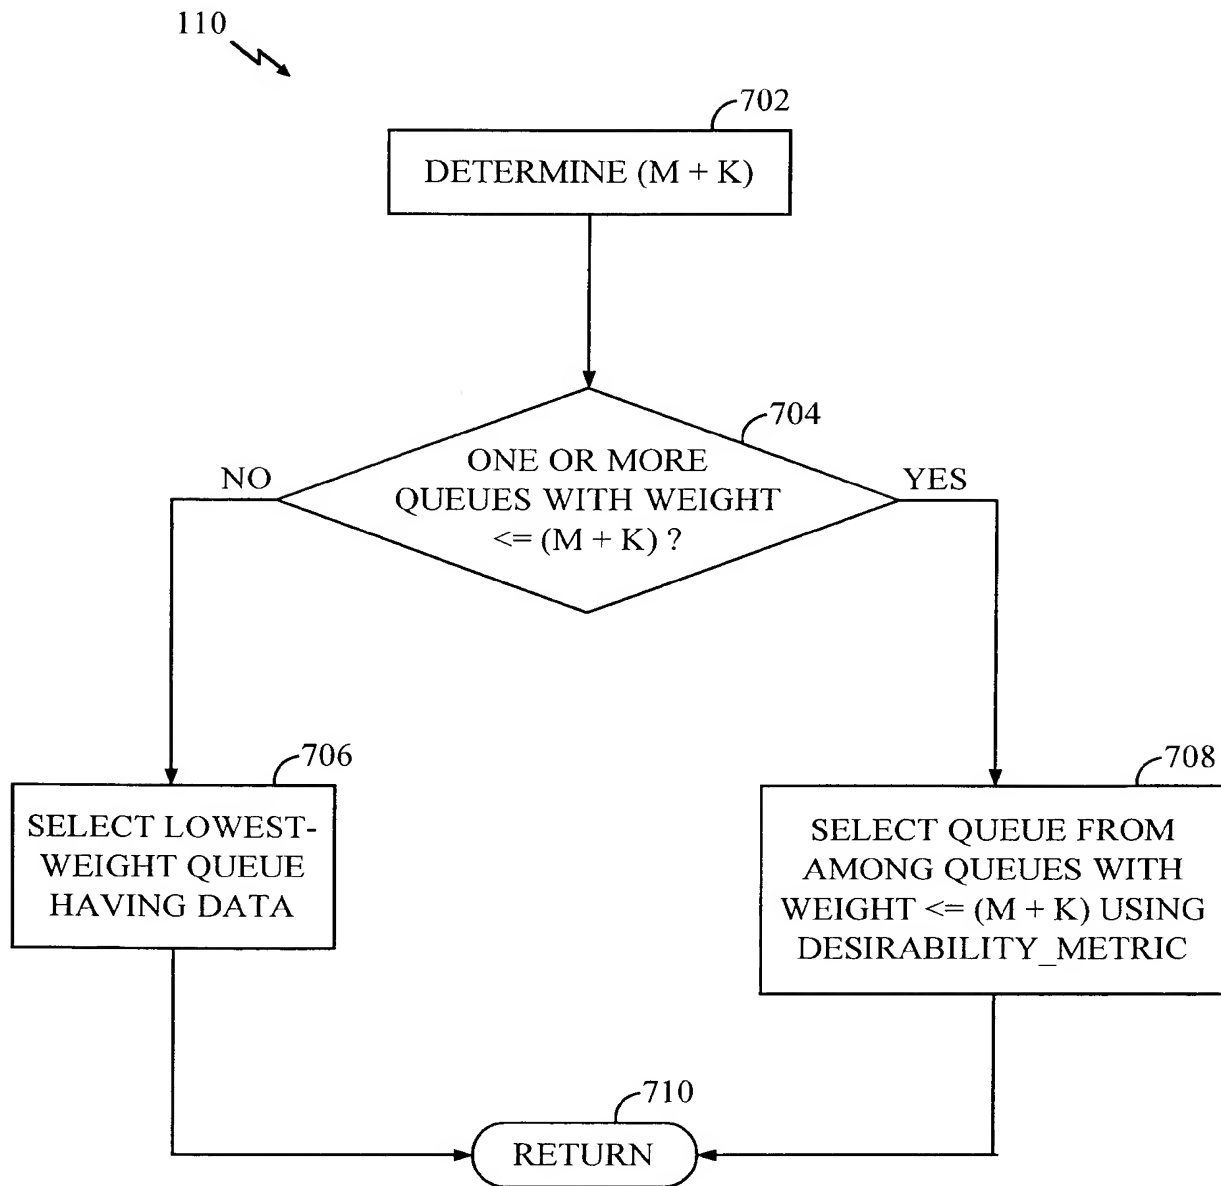 110
702
DETERMINE (M + K)
704
ONE OR MORE
QUEUES WITH WEIGHT
<= (M + K) ?
NO
YES
706
SELECT LOWEST-
WEIGHT QUEUE
HAVING DATA
708
SELECT QUEUE FROM
AMONG QUEUES WITH
WEIGHT <= (M + K) USING
DESIRABILITY_METRIC
710
RETURN